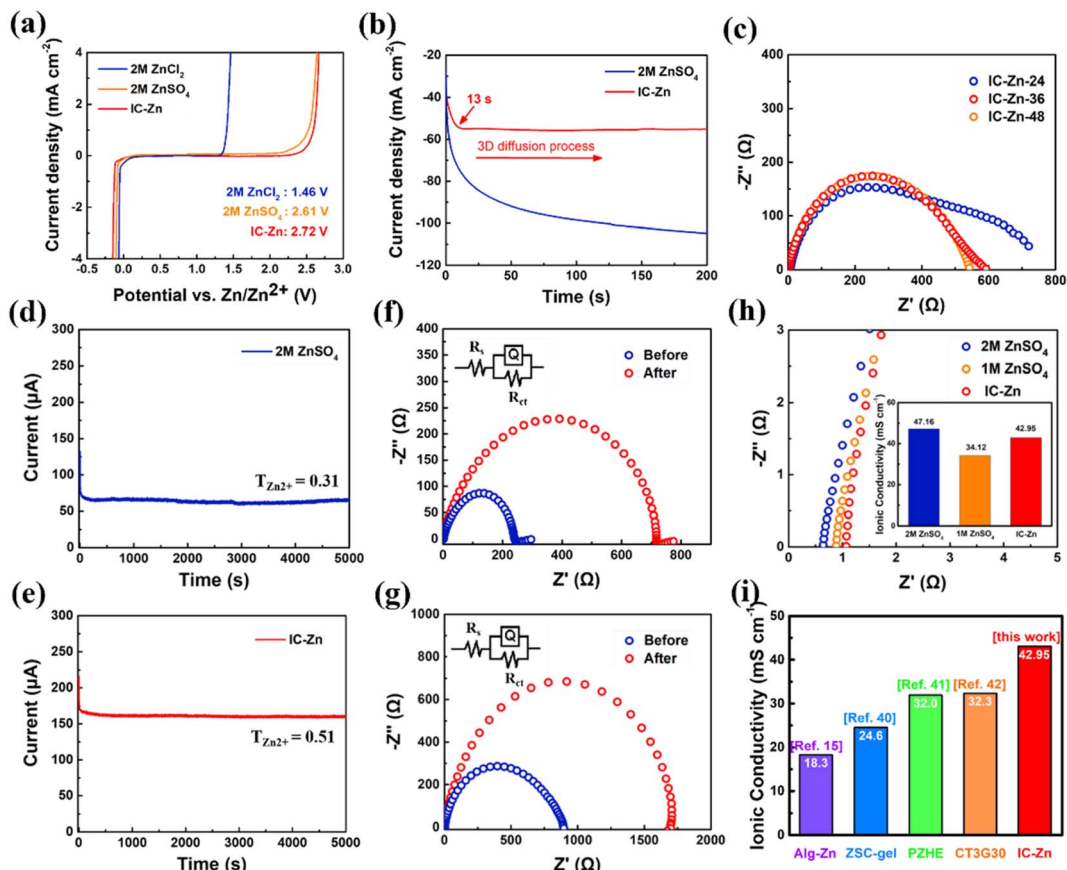 (a)
Current density (mA cm⁻²)
4
2
0
-2
-4
2M ZnCl₂
2M ZnSO₄
IC-Zn
2M ZnCl₂ : 1.46 V
2M ZnSO₄ : 2.61 V
IC-Zn: 2.72 V
-0.5 0.0 0.5 1.0 1.5 2.0 2.5 3.0
Potential vs. Zn/Zn²⁺ (V)
(b)
Current density (mA cm⁻²)
-20
-40
-60
-80
-100
-120
2M ZnSO₄
IC-Zn
13 s
3D diffusion process
0 50 100 150 200
Time (s)
(c)
-Z'' (Ω)
400
300
200
100
0
IC-Zn-24
IC-Zn-36
IC-Zn-48
0 200 400 600 800
Z' (Ω)
(d)
Current (μA)
300
250
200
150
100
50
0
2M ZnSO₄
T Zn2+ = 0.31
0 1000 2000 3000 4000 5000
Time (s)
(f)
-Z'' (Ω)
400
350
300
250
200
150
100
50
0
Rs
Q
Rct
Before
After
0 200 400 600 800
Z' (Ω)
(h)
-Z'' (Ω)
3
2
1
0
2M ZnSO₄
1M ZnSO₄
IC-Zn
Ionic Conductivity (mS cm⁻¹)
60
50
40
30
20
10
0
47.16
34.12
42.95
2M ZnSO₄ 1M ZnSO₄ IC-Zn
0 1 2 3 4 5
Z' (Ω)
(e)
Current (μA)
300
250
200
150
100
50
0
IC-Zn
T Zn2+ = 0.51
0 1000 2000 3000 4000 5000
Time (s)
(g)
-Z'' (Ω)
1000
800
600
400
200
0
Rs
Q
Rct
Before
After
0 500 1000 1500 2000
Z' (Ω)
(i)
Ionic Conductivity (mS cm⁻¹)
50
40
30
20
10
0
[Ref. 15]
18.3
[Ref. 40]
24.6
[Ref. 41]
32.0
[Ref. 42]
32.3
[this work]
42.95
Alg-Zn ZSC-gel PZHE CT3G30 IC-Zn